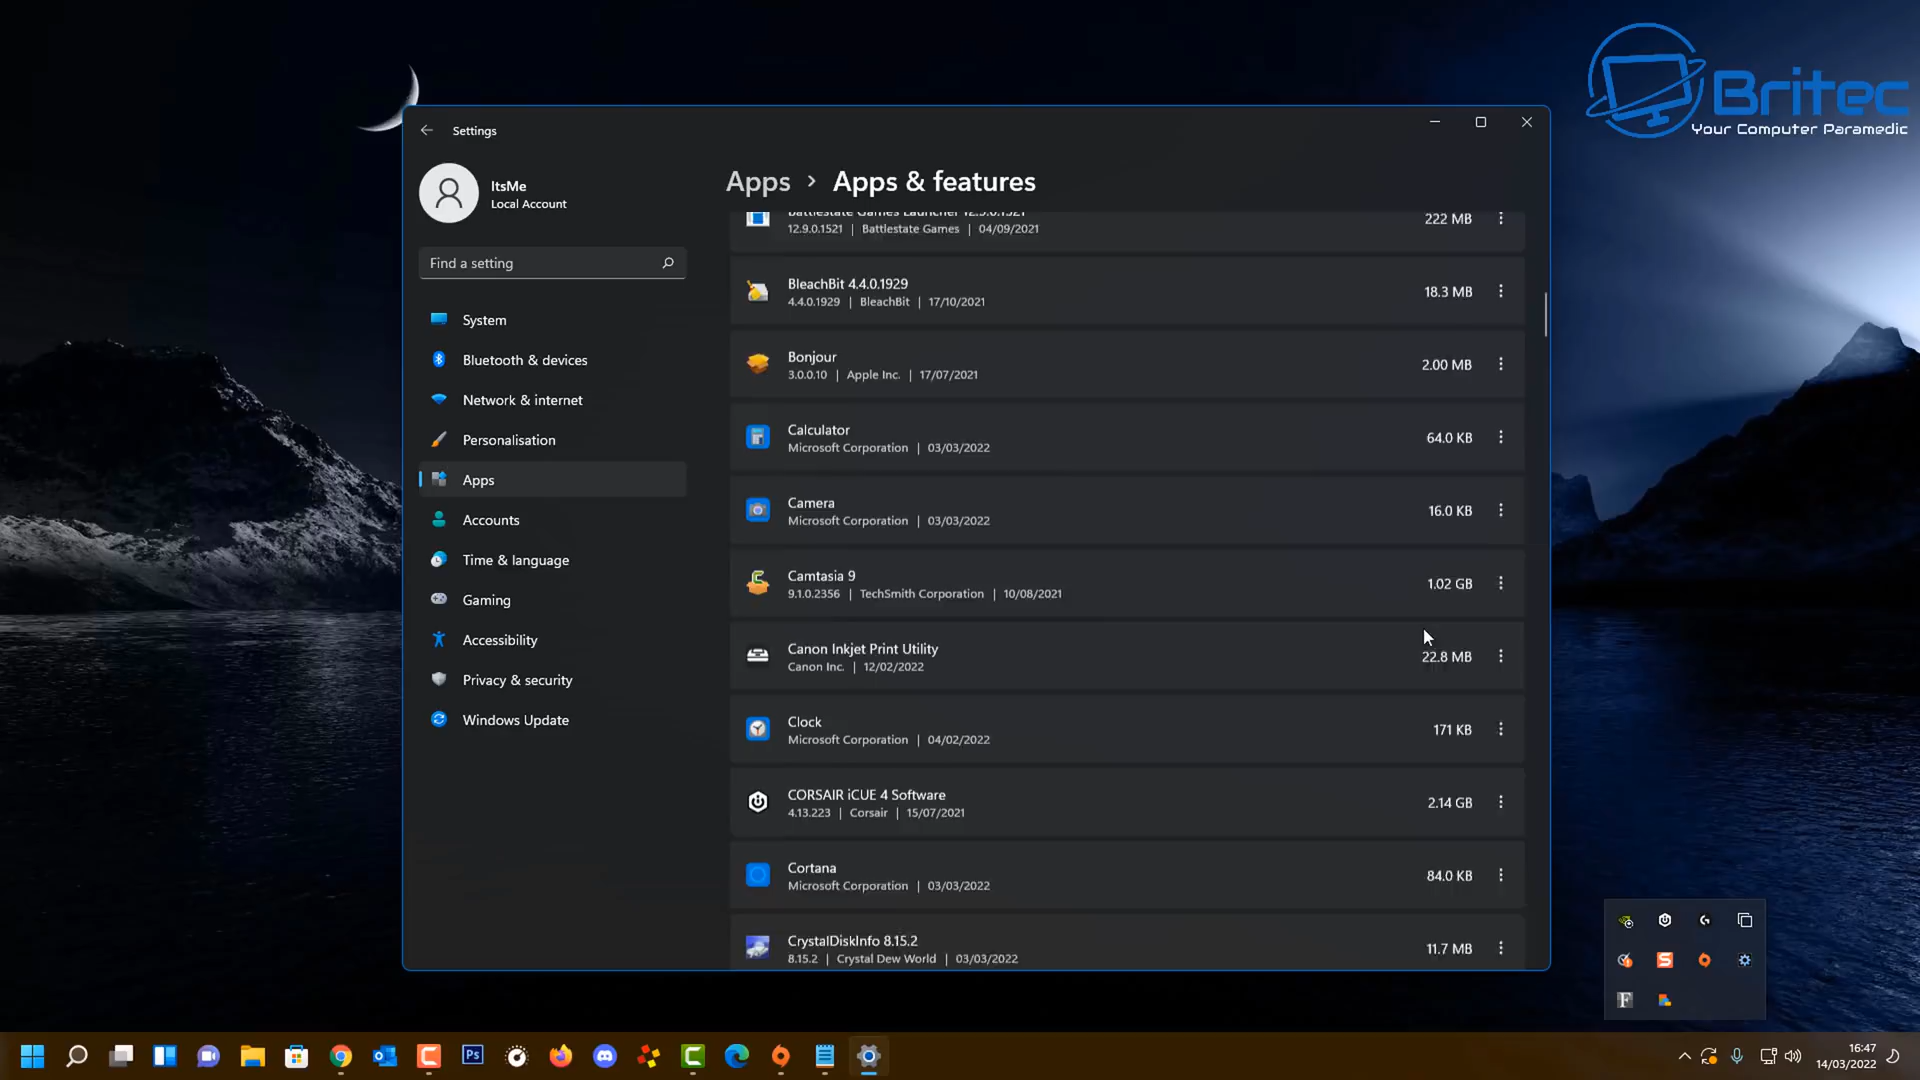 Britec
Your Computer Paramedic
Settings
ItsMe
Local Account
Find a setting
System
Bluetooth & devices
Network & internet
Personalisation
Apps
Accounts
Time & language
Gaming
Accessibility
Privacy & security
Windows Update
Apps > Apps & features
Battlestate Games Launcher 12.9.0.1521
12.9.0.1521 | Battlestate Games | 04/09/2021
222 MB
BleachBit 4.4.0.1929
4.4.0.1929 | BleachBit | 17/10/2021
18.3 MB
Bonjour
3.0.0.10 | Apple Inc. | 17/07/2021
2.00 MB
Calculator
Microsoft Corporation | 03/03/2022
64.0 KB
Camera
Microsoft Corporation | 03/03/2022
16.0 KB
Camtasia 9
9.1.0.2356 | TechSmith Corporation | 10/08/2021
1.02 GB
Canon Inkjet Print Utility
Canon Inc. | 12/02/2022
22.8 MB
Clock
Microsoft Corporation | 04/02/2022
171 KB
CORSAIR iCUE 4 Software
4.13.223 | Corsair | 15/07/2021
2.14 GB
Cortana
Microsoft Corporation | 03/03/2022
84.0 KB
CrystalDiskInfo 8.15.2
8.15.2 | Crystal Dew World | 03/03/2022
11.7 MB
Ps
16:47
14/03/2022